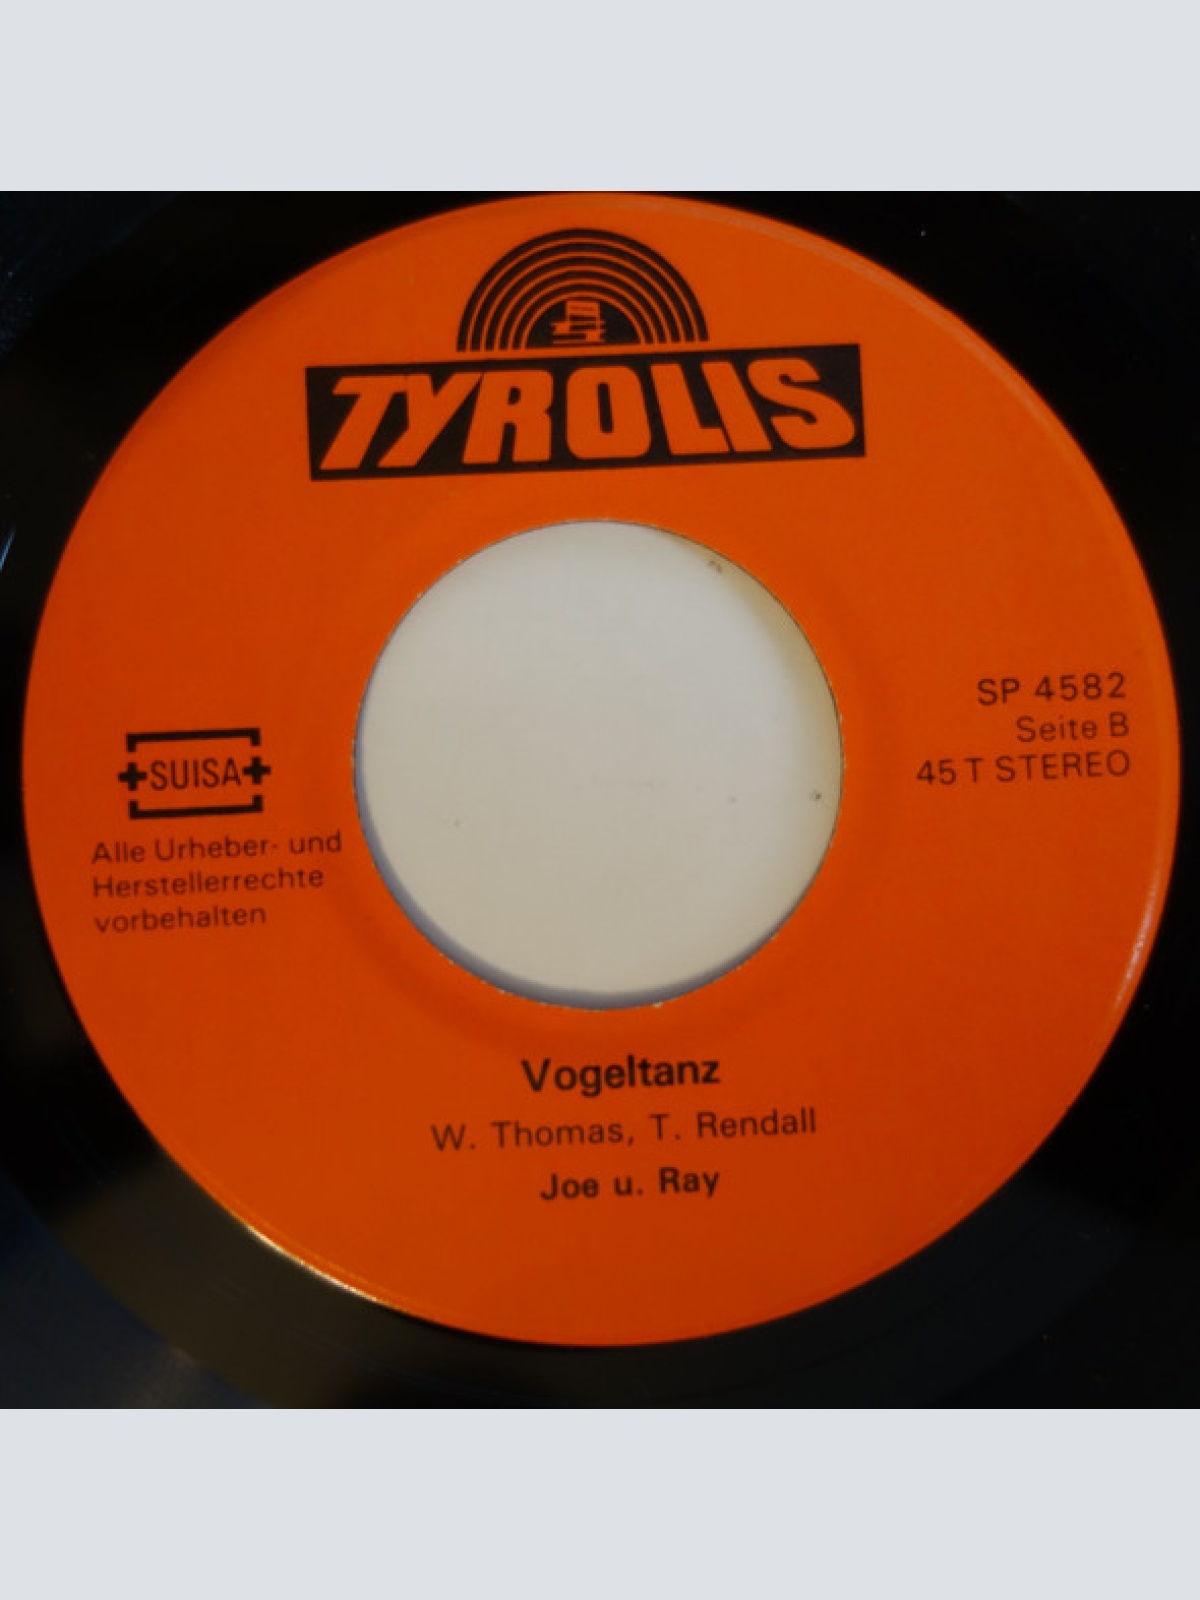 TYROLIS
SP 4582
Seite B
45 T STEREO
SUISA
Alle Urheber- und
Herstellerrechte
vorbehalten
Vogeltanz
W. Thomas, T. Rendall
Joe u. Ray